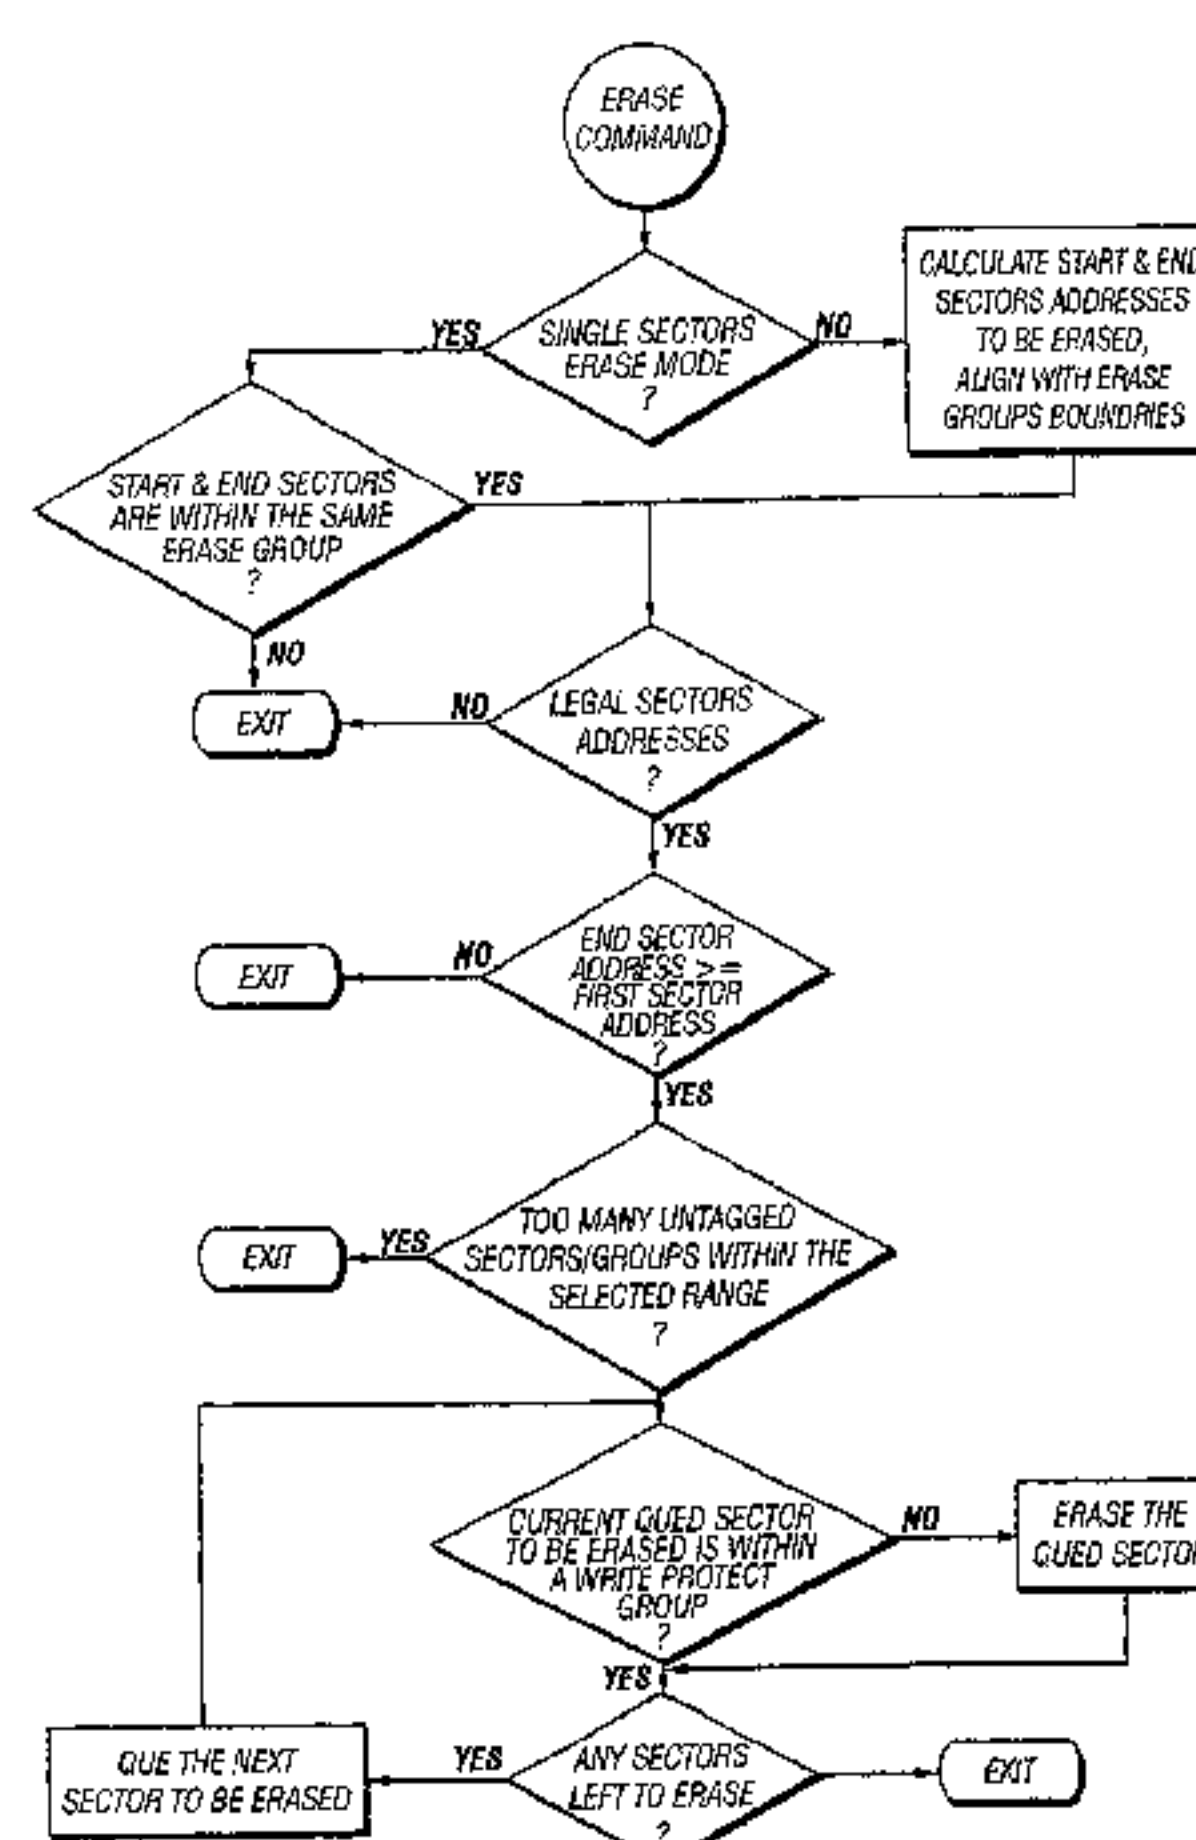 ERASE
COMMAND
SINGLE SECTORS
ERASE MODE
?
YES
NO
CALCULATE START & END
SECTORS ADDRESSES
TO BE ERASED,
ALIGN WITH ERASE
GROUPS BOUNDRIES
START & END SECTORS
ARE WITHIN THE SAME
ERASE GROUP
?
YES
NO
EXIT
NO
LEGAL SECTORS
ADDRESSES
?
YES
EXIT
NO
END SECTOR
ADDRESS >=
FIRST SECTOR
ADDRESS
?
YES
EXIT
YES
TOO MANY UNTAGGED
SECTORS/GROUPS WITHIN THE
SELECTED RANGE
?
CURRENT QUED SECTOR
TO BE ERASED IS WITHIN
A WRITE PROTECT
GROUP
?
NO
ERASE THE
QUED SECTOR
YES
QUE THE NEXT
SECTOR TO BE ERASED
YES
ANY SECTORS
LEFT TO ERASE
?
EXIT